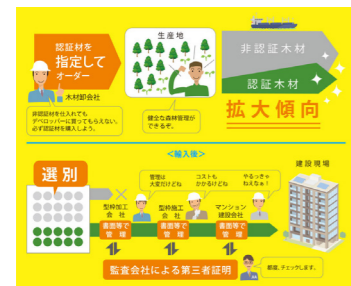 認証材を
指定して
オーダー
木材卸会社
非認証材を仕入れても
デベロッパーに買ってもらえない。
必ず認証材を購入しよう。
生産地
健全な森林管理が
できるぞ。
非認証木材
認証木材
拡大傾向
＜輸入後＞
選別
型枠加工
会社
書面等で
管理
管理は
大変だけどね
型枠施工
会社
書面等で
管理
コストも
かかるけどね
マンション
建設会社
書面等で
管理
やるっきゃ
ねえなぁ！
建設現場
監査会社による第三者証明
都度、チェックします。